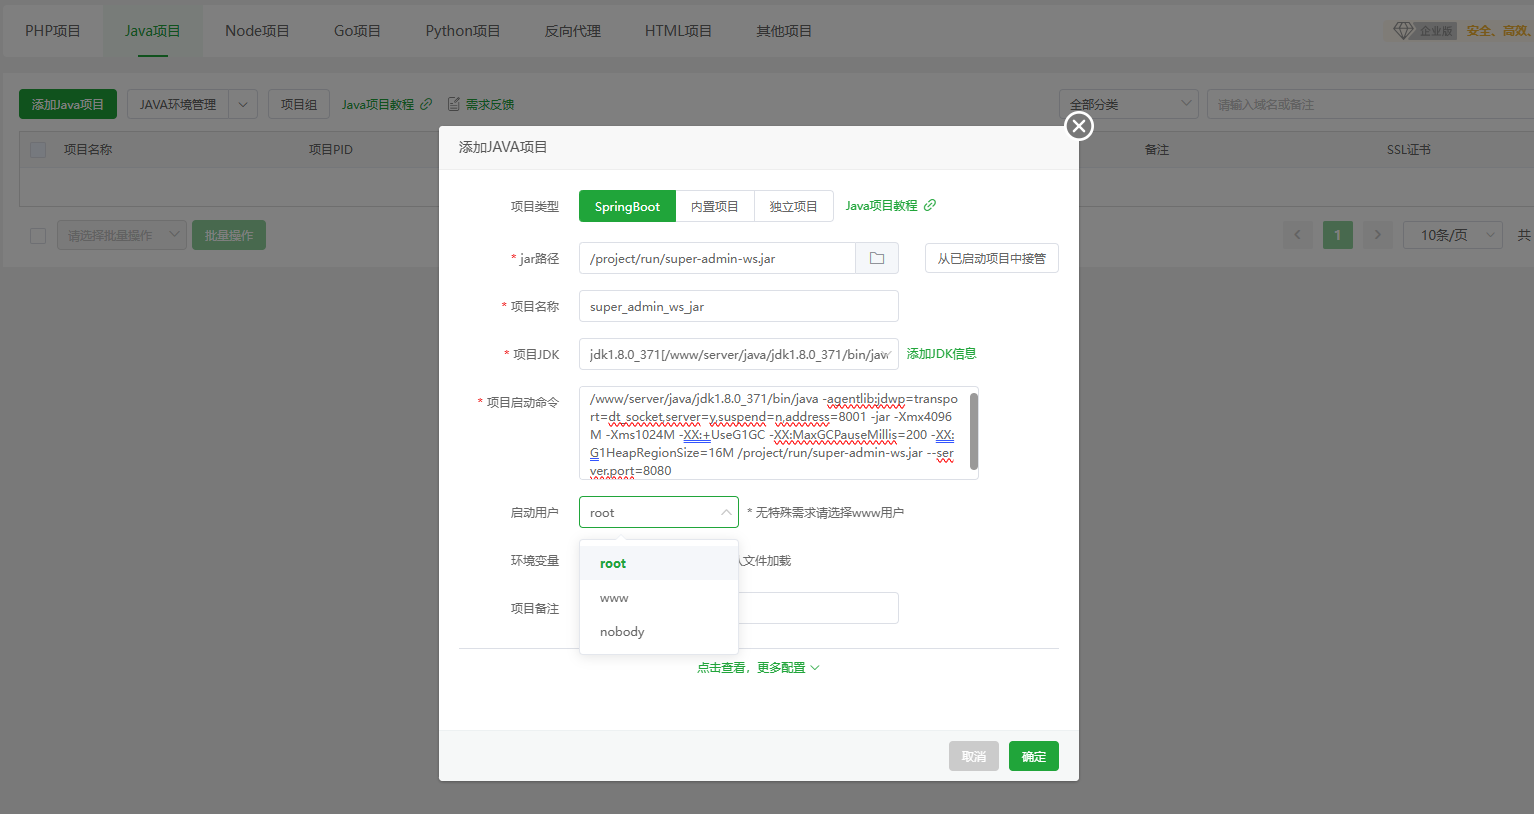 PHP项目 Java项目 Node项目 Go项目 Python项目 反向代理 HTML项目 其他项目 企业版 安全、高效、
添加Java项目 JAVA环境管理 项目组 Java项目教程 需求反馈 全部分类 请输入域名或备注
项目名称 项目PID 备注 SSL证书
请选择批量操作 批量操作 1 10条/页 共
添加JAVA项目
项目类型 SpringBoot 内置项目 独立项目 Java项目教程
* jar路径 /project/run/super-admin-ws.jar 从已启动项目中接管
* 项目名称 super_admin_ws_jar
* 项目JDK jdk1.8.0_371[/www/server/java/jdk1.8.0_371/bin/jav 添加JDK信息
* 项目启动命令 /www/server/java/jdk1.8.0_371/bin/java -agentlib:jdwp=transpo
rt=dt_socket,server=y,suspend=n,address=8001 -jar -Xmx4096
M -Xms1024M -XX:+UseG1GC -XX:MaxGCPauseMillis=200 -XX:
G1HeapRegionSize=16M /project/run/super-admin-ws.jar --ser
ver.port=8080
启动用户 root * 无特殊需求请选择www用户
环境变量 文件加载
root
www
项目备注
nobody
点击查看，更多配置
取消 确定